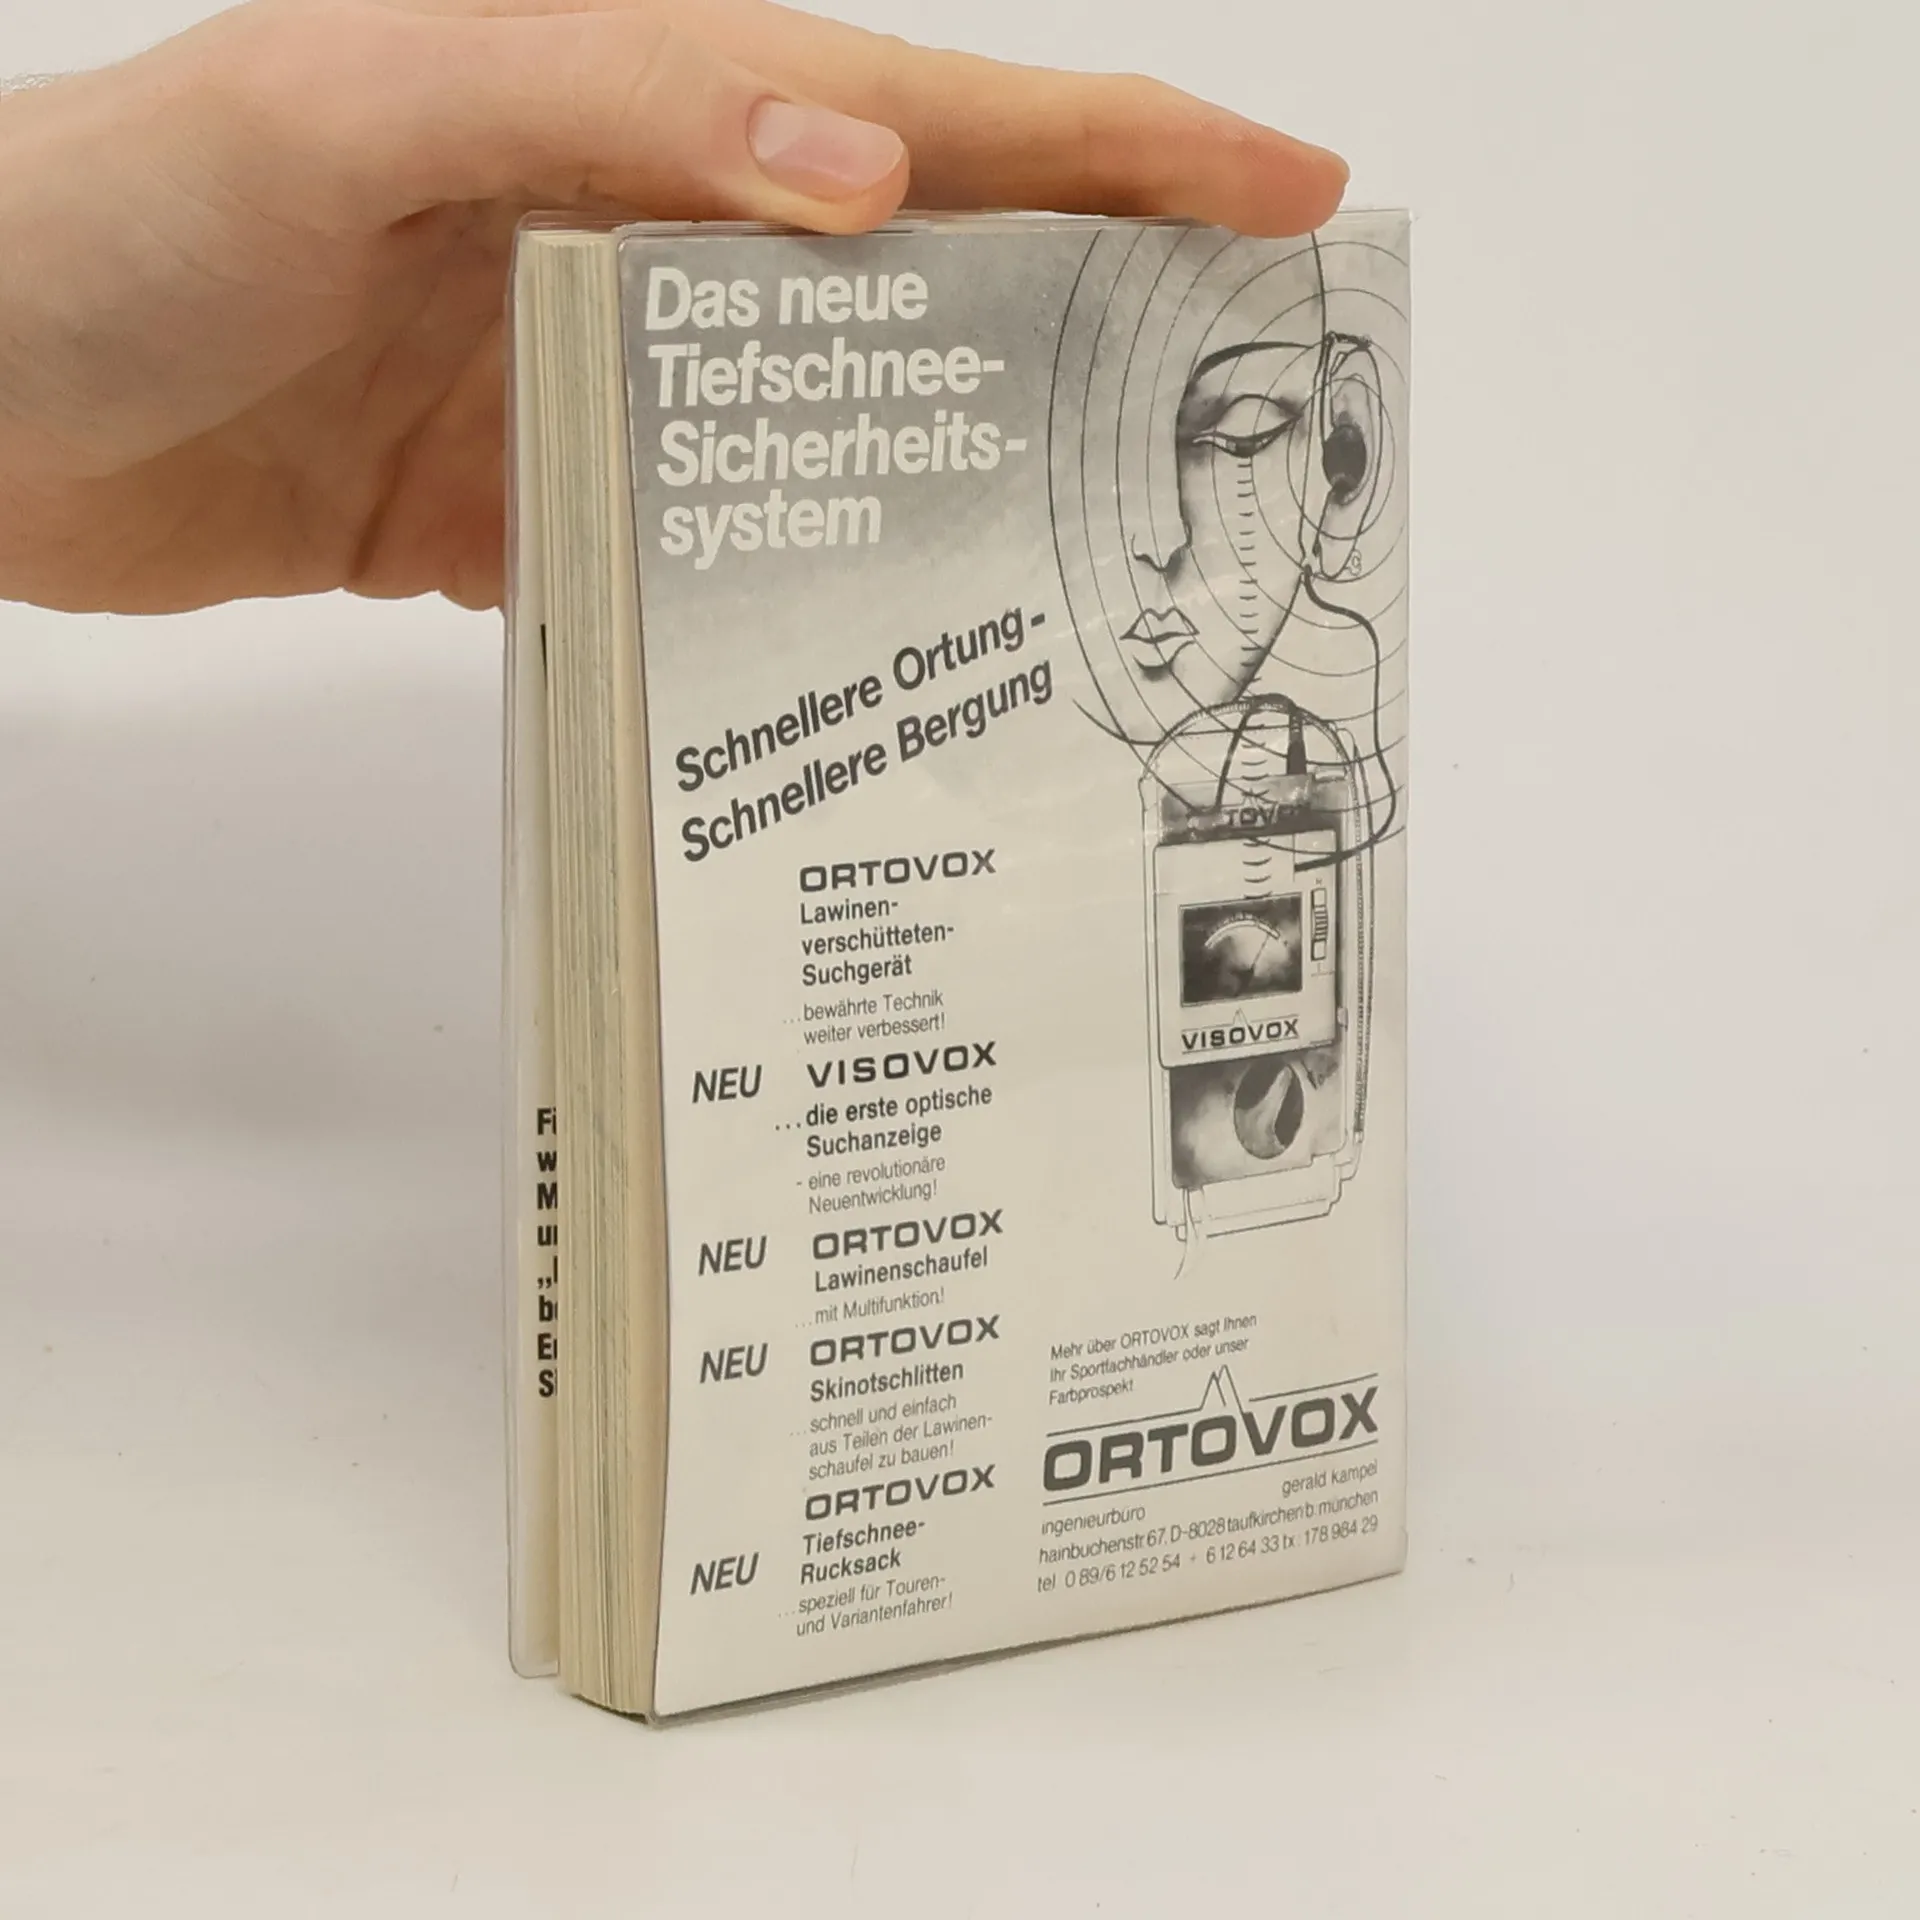 Das neue
Tiefschnee-
Sicherheits-
system
Schnellere Ortung-
Schnellere Bergung
ORTOVOX
Lawinen-
verschütteten-
Suchgerät
...bewährte Technik
weiter verbessert!
NEU VISOVOX
...die erste optische
Suchanzeige
- eine revolutionäre
Neuentwicklung!
NEU ORTOVOX
Lawinenschaufel
...mit Multifunktion!
NEU ORTOVOX
Skinotschlitten
...schnell und einfach
aus Teilen der Lawinen-
schaufel zu bauen!
ORTOVOX
NEU Tiefschnee-
Rucksack
...speziell für Touren-
und Variantenfahrer!
VISOVOX
Mehr über ORTOVOX sagt Ihnen
Ihr Sportfachhändler oder unser
Farbprospekt
ORTOVOX
gerald kampel
ingenieurbüro
hainbuchenstr. 67, D-8028 taufkirchen b. münchen
tel 0 89/6 12 52 54 + 6 12 64 33 tx: 178 984 29